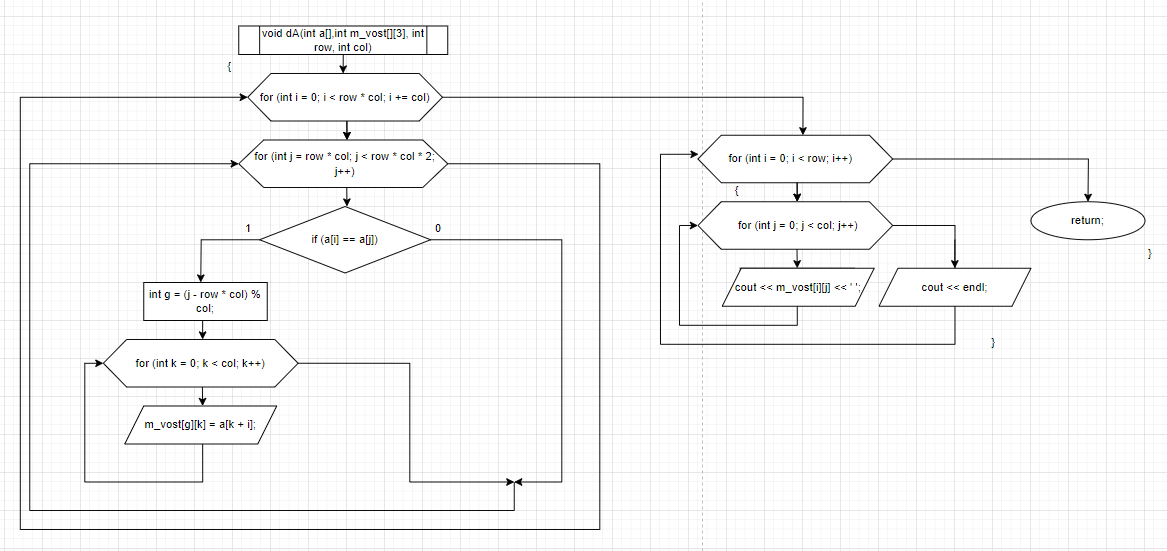 void dA(int a[],int m_vost[][3], int
row, int col)
{
for (int i = 0; i < row * col; i += col)
for (int j = row * col; j < row * col * 2;
j++)
1
0
if (a[i] == a[j])
int g = (j - row * col) %
col;
for (int k = 0; k < col; k++)
m_vost[g][k] = a[k + i];
for (int i = 0; i < row; i++)
{
for (int j = 0; j < col; j++)
cout << m_vost[i][j] << ' ';
cout << endl;
}
return;
}